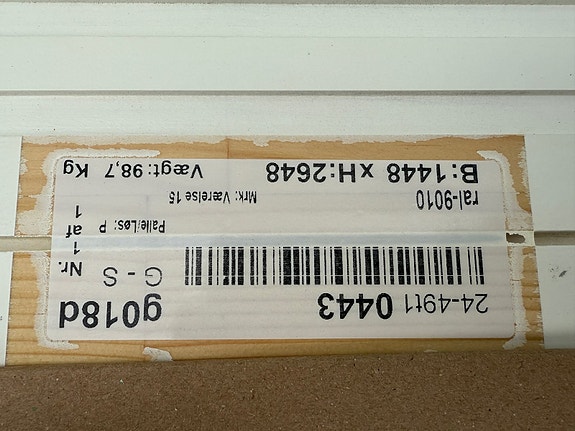 24-49t1 0443 g018d
G - S Nr.
1 af 1
Palle/Løs: P
ral-9010 Mrk: Værelse 15
B:1448 xH:2648 Vægt: 98,7 Kg